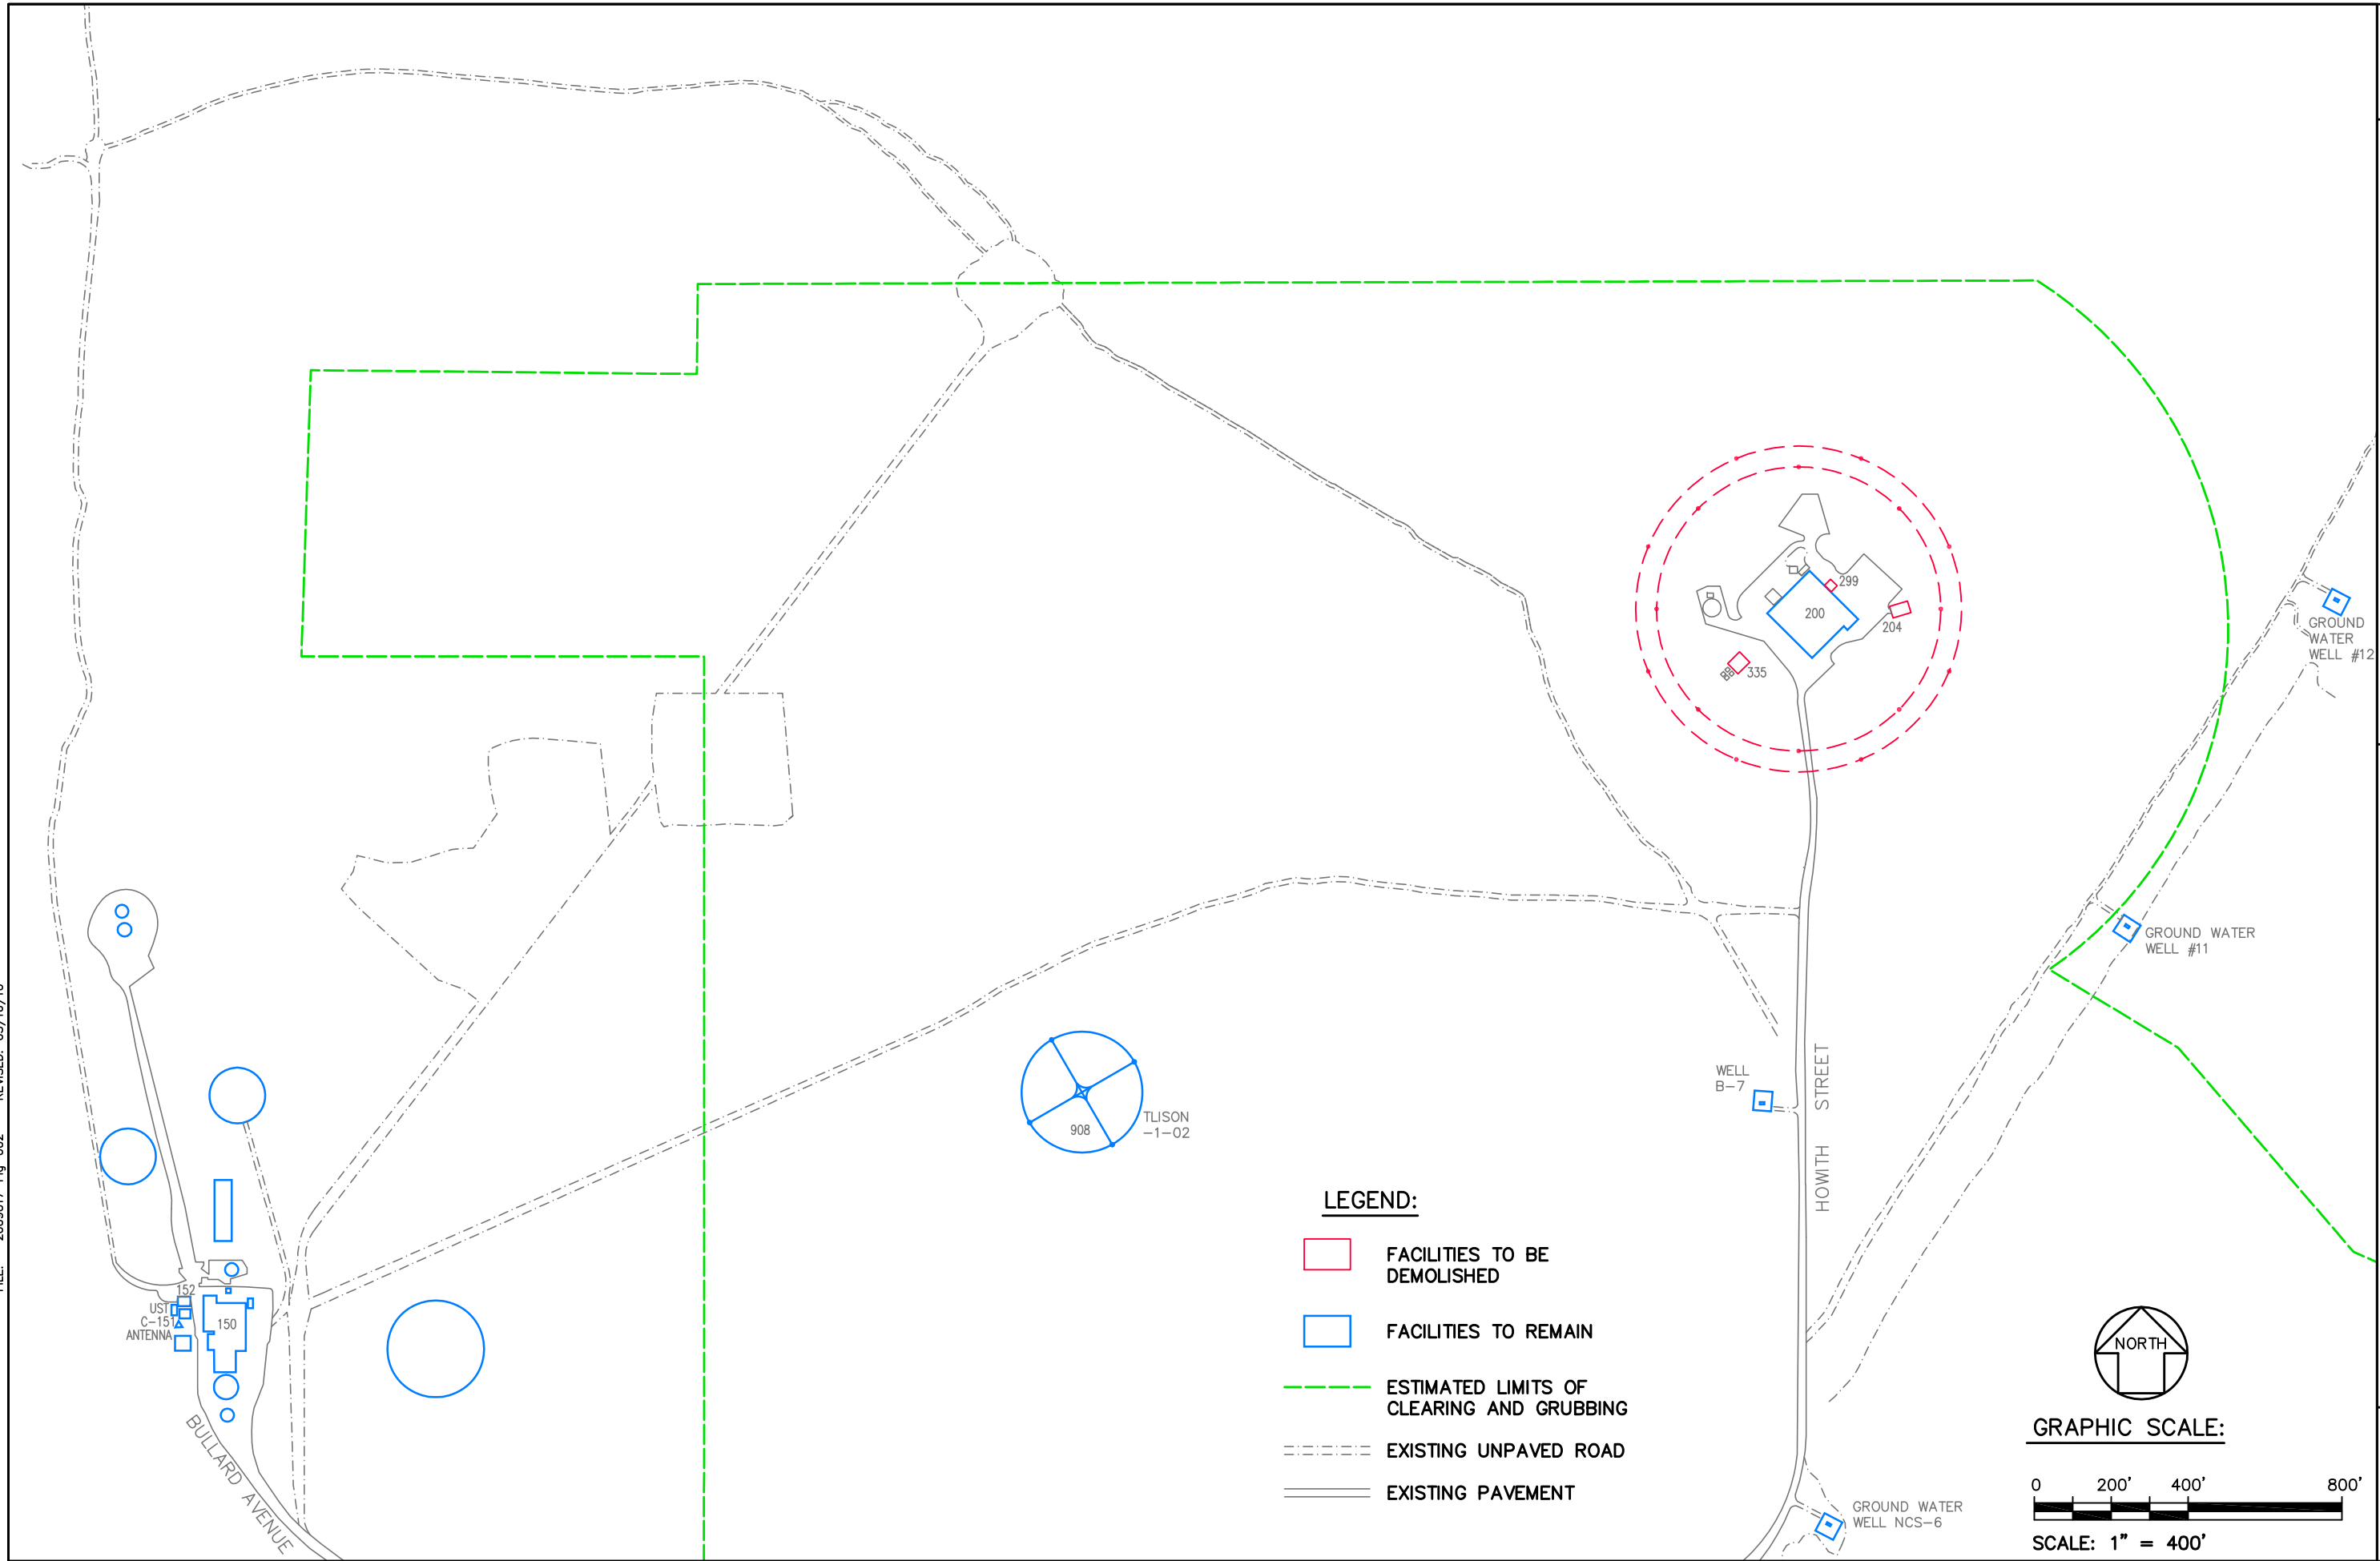 299
200
204
335
GROUND
WATER
WELL #12
GROUND WATER
WELL #11
WELL
B-7
HOWITH STREET
TLISON
-1-02
908
152
UST
C-151
ANTENNA
150
BULLARD AVENUE
LEGEND:
FACILITIES TO BE
DEMOLISHED
FACILITIES TO REMAIN
ESTIMATED LIMITS OF
CLEARING AND GRUBBING
EXISTING UNPAVED ROAD
EXISTING PAVEMENT
NORTH
GRAPHIC SCALE:
0 200' 400' 800'
SCALE: 1" = 400'
GROUND WATER
WELL NCS-6